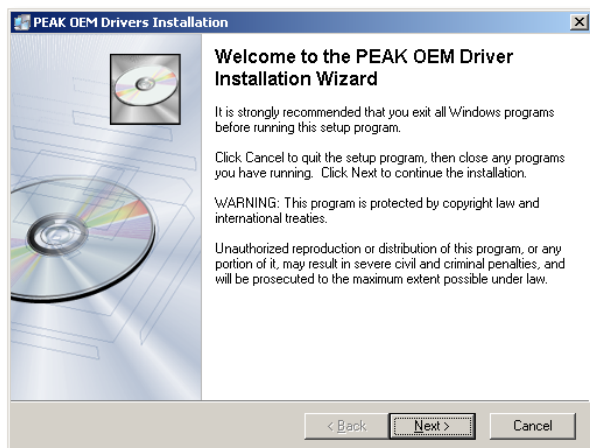 PEAK OEM Drivers Installation
Welcome to the PEAK OEM Driver
Installation Wizard
It is strongly recommended that you exit all Windows programs
before running this setup program.
Click Cancel to quit the setup program, then close any programs
you have running. Click Next to continue the installation.
WARNING: This program is protected by copyright law and
international treaties.
Unauthorized reproduction or distribution of this program, or any
portion of it, may result in severe civil and criminal penalties, and
will be prosecuted to the maximum extent possible under law.
< Back Next > Cancel